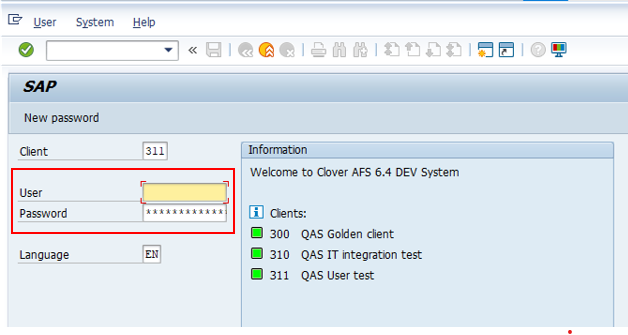 User System Help
SAP
New password
Client 311
User
Password ************
Language EN
Information
Welcome to Clover AFS 6.4 DEV System
Clients:
300 QAS Golden client
310 QAS IT integration test
311 QAS User test